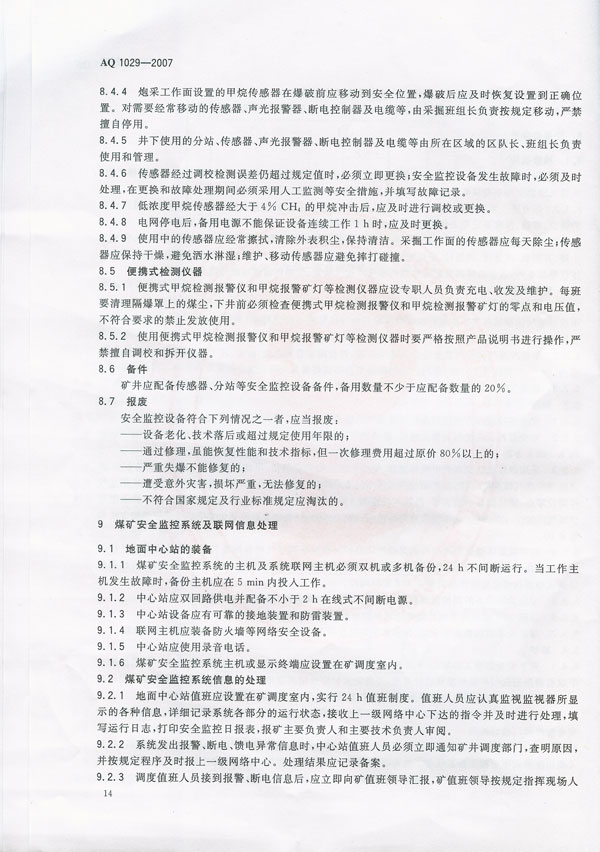 AQ 1029—2007
8.4.4 炮采工作面设置的甲烷传感器在爆破前应移动到安全位置,爆破后应及时恢复设置到正确位
置。对需要经常移动的传感器、声光报警器、断电控制器及电缆等,由采掘班组长负责按规定移动,严禁
擅自停用。
8.4.5 井下使用的分站、传感器、声光报警器、断电控制器及电缆等由所在区域的区队长、班组长负责
使用和管理。
8.4.6 传感器经过调校检测误差仍超过规定值时,必须立即更换;安全监控设备发生故障时,必须及时
处理,在更换和故障处理期间必须采用人工监测等安全措施,并填写故障记录。
8.4.7 低浓度甲烷传感器经大于4% CH₄的甲烷冲击后,应及时进行调校或更换。
8.4.8 电网停电后,备用电源不能保证设备连续工作1 h时,应及时更换。
8.4.9 使用中的传感器应经常擦拭,清除外表积尘,保持清洁。采掘工作面的传感器应每天除尘;传感
器应保持干燥,避免洒水淋湿;维护、移动传感器应避免摔打碰撞。
8.5 便携式检测仪器
8.5.1 便携式甲烷检测报警仪和甲烷报警矿灯等检测仪器应设专职人员负责充电、收发及维护。每班
要清理隔爆罩上的煤尘,下井前必须检查便携式甲烷检测报警仪和甲烷检测报警矿灯的零点和电压值,
不符合要求的禁止发放使用。
8.5.2 使用便携式甲烷检测报警仪和甲烷报警矿灯等检测仪器时要严格按照产品说明书进行操作,严
禁擅自调校和拆开仪器。
8.6 备件
矿井应配备传感器、分站等安全监控设备备件,备用数量不少于应配备数量的20%。
8.7 报废
安全监控设备符合下列情况之一者,应当报废:
——设备老化、技术落后或超过规定使用年限的;
——通过修理,虽能恢复性能和技术指标,但一次修理费用超过原价80%以上的;
——严重失爆不能修复的;
——遭受意外灾害,损坏严重,无法修复的;
——不符合国家规定及行业标准规定应淘汰的。
9 煤矿安全监控系统及联网信息处理
9.1 地面中心站的装备
9.1.1 煤矿安全监控系统的主机及系统联网主机必须双机或多机备份,24 h不间断运行。当工作主
机发生故障时,备份主机应在5 min内投入工作。
9.1.2 中心站应双回路供电并配备不小于2 h在线式不间断电源。
9.1.3 中心站设备应有可靠的接地装置和防雷装置。
9.1.4 联网主机应装备防火墙等网络安全设备。
9.1.5 中心站应使用录音电话。
9.1.6 煤矿安全监控系统主机或显示终端应设置在矿调度室内。
9.2 煤矿安全监控系统信息的处理
9.2.1 地面中心站值班应设置在矿调度室内,实行24 h值班制度。值班人员应认真监视监视器所显
示的各种信息,详细记录系统各部分的运行状态,接收上一级网络中心下达的指令并及时进行处理,填
写运行日志,打印安全监控日报表,报矿主要负责人和主要技术负责人审阅。
9.2.2 系统发出报警、断电、馈电异常信息时,中心站值班人员必须立即通知矿井调度部门,查明原因,
并按规定程序及时报上一级网络中心。处理结果应记录备案。
9.2.3 调度值班人员接到报警、断电信息后,应立即向矿值班领导汇报,矿值班领导按规定指挥现场人
14